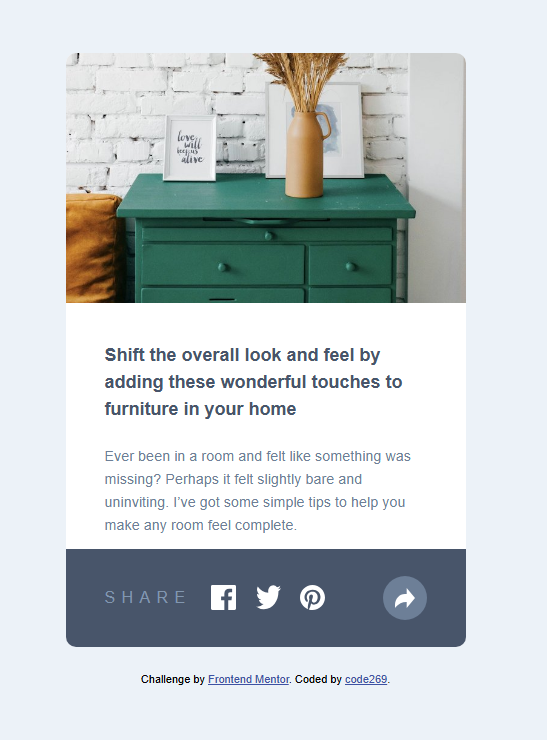 love
will
keep us
alive
Shift the overall look and feel by
adding these wonderful touches to
furniture in your home
Ever been in a room and felt like something was
missing? Perhaps it felt slightly bare and
uninviting. I’ve got some simple tips to help you
make any room feel complete.
SHARE
Challenge by Frontend Mentor. Coded by code269.